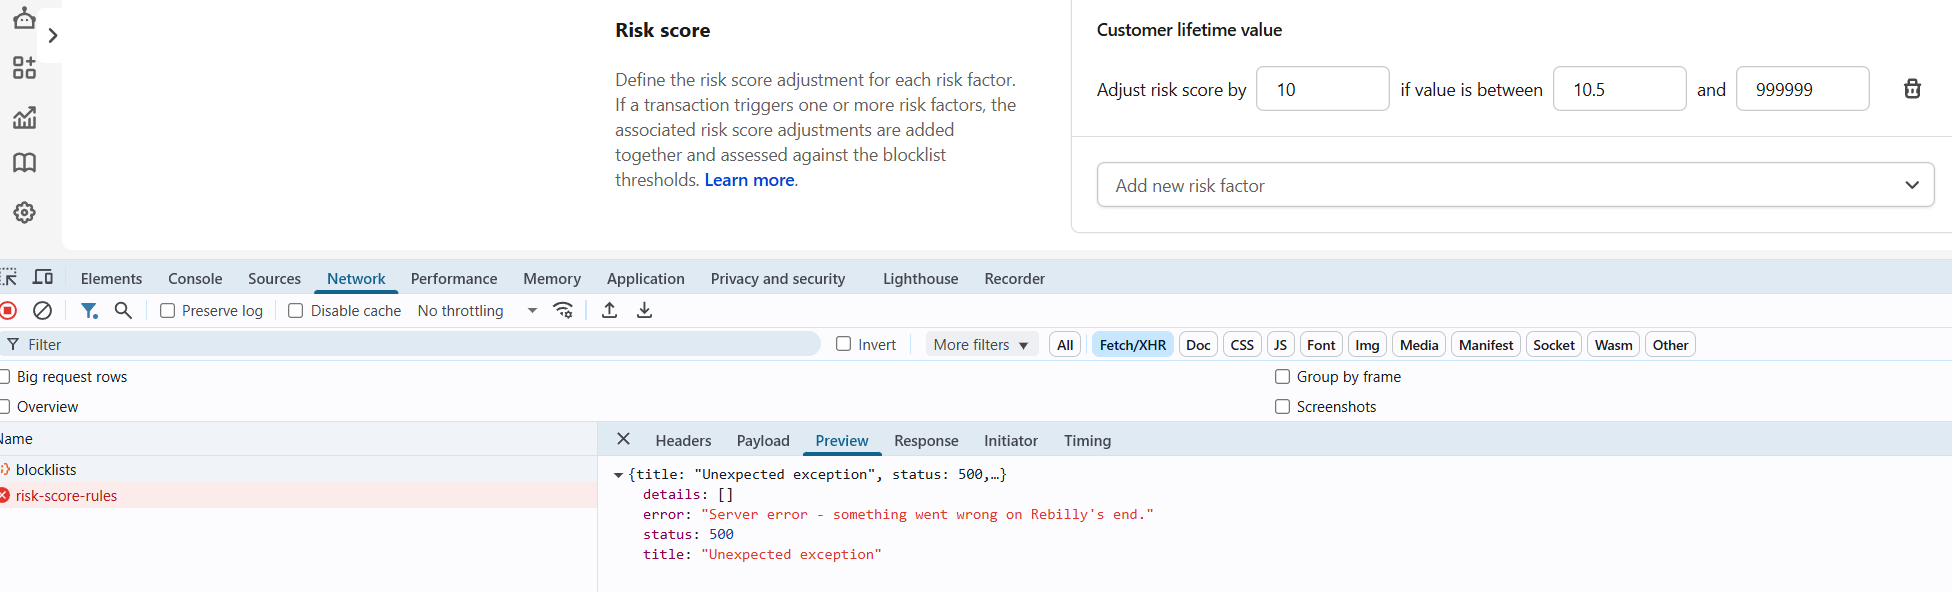 Risk score
Define the risk score adjustment for each risk factor.
If a transaction triggers one or more risk factors, the
associated risk score adjustments are added
together and assessed against the blocklist
thresholds. Learn more.
Customer lifetime value
Adjust risk score by 10 if value is between 10.5 and 999999
Add new risk factor
Elements Console Sources Network Performance Memory Application Privacy and security Lighthouse Recorder
Preserve log Disable cache No throttling
Filter Invert More filters All Fetch/XHR Doc CSS JS Font Img Media Manifest Socket Wasm Other
Big request rows Group by frame
Overview Screenshots
Name Headers Payload Preview Response Initiator Timing
blocklists
risk-score-rules
{title: "Unexpected exception", status: 500,…}
details: []
error: "Server error - something went wrong on Rebilly's end."
status: 500
title: "Unexpected exception"